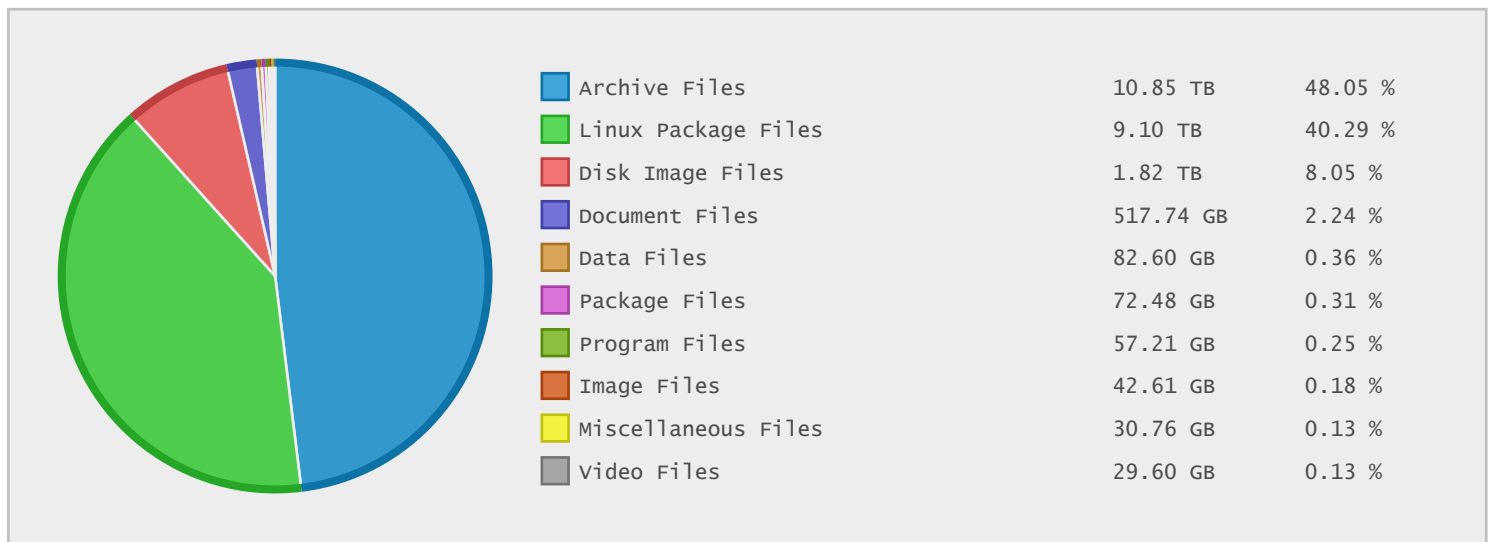 Archive Files 10.85 TB 48.05 %
Linux Package Files 9.10 TB 40.29 %
Disk Image Files 1.82 TB 8.05 %
Document Files 517.74 GB 2.24 %
Data Files 82.60 GB 0.36 %
Package Files 72.48 GB 0.31 %
Program Files 57.21 GB 0.25 %
Image Files 42.61 GB 0.18 %
Miscellaneous Files 30.76 GB 0.13 %
Video Files 29.60 GB 0.13 %